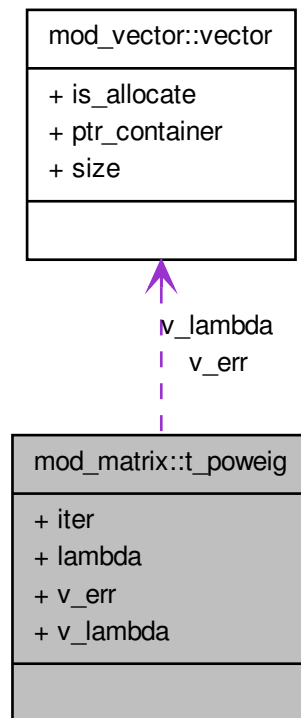 mod_vector::vector
+ is_allocate
+ ptr_container
+ size
v_lambda
v_err
mod_matrix::t_poweig
+ iter
+ lambda
+ v_err
+ v_lambda